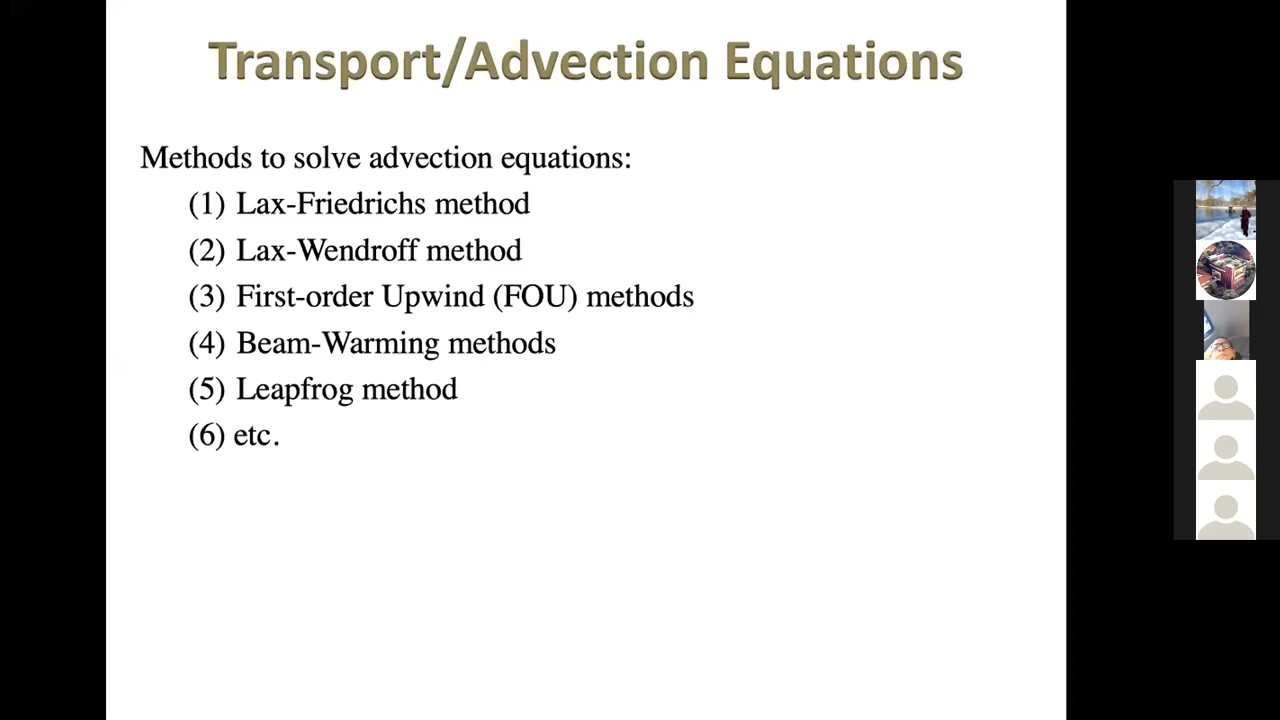 Transport/Advection Equations
Methods to solve advection equations:
(1) Lax-Friedrichs method
(2) Lax-Wendroff method
(3) First-order Upwind (FOU) methods
(4) Beam-Warming methods
(5) Leapfrog method
(6) etc.